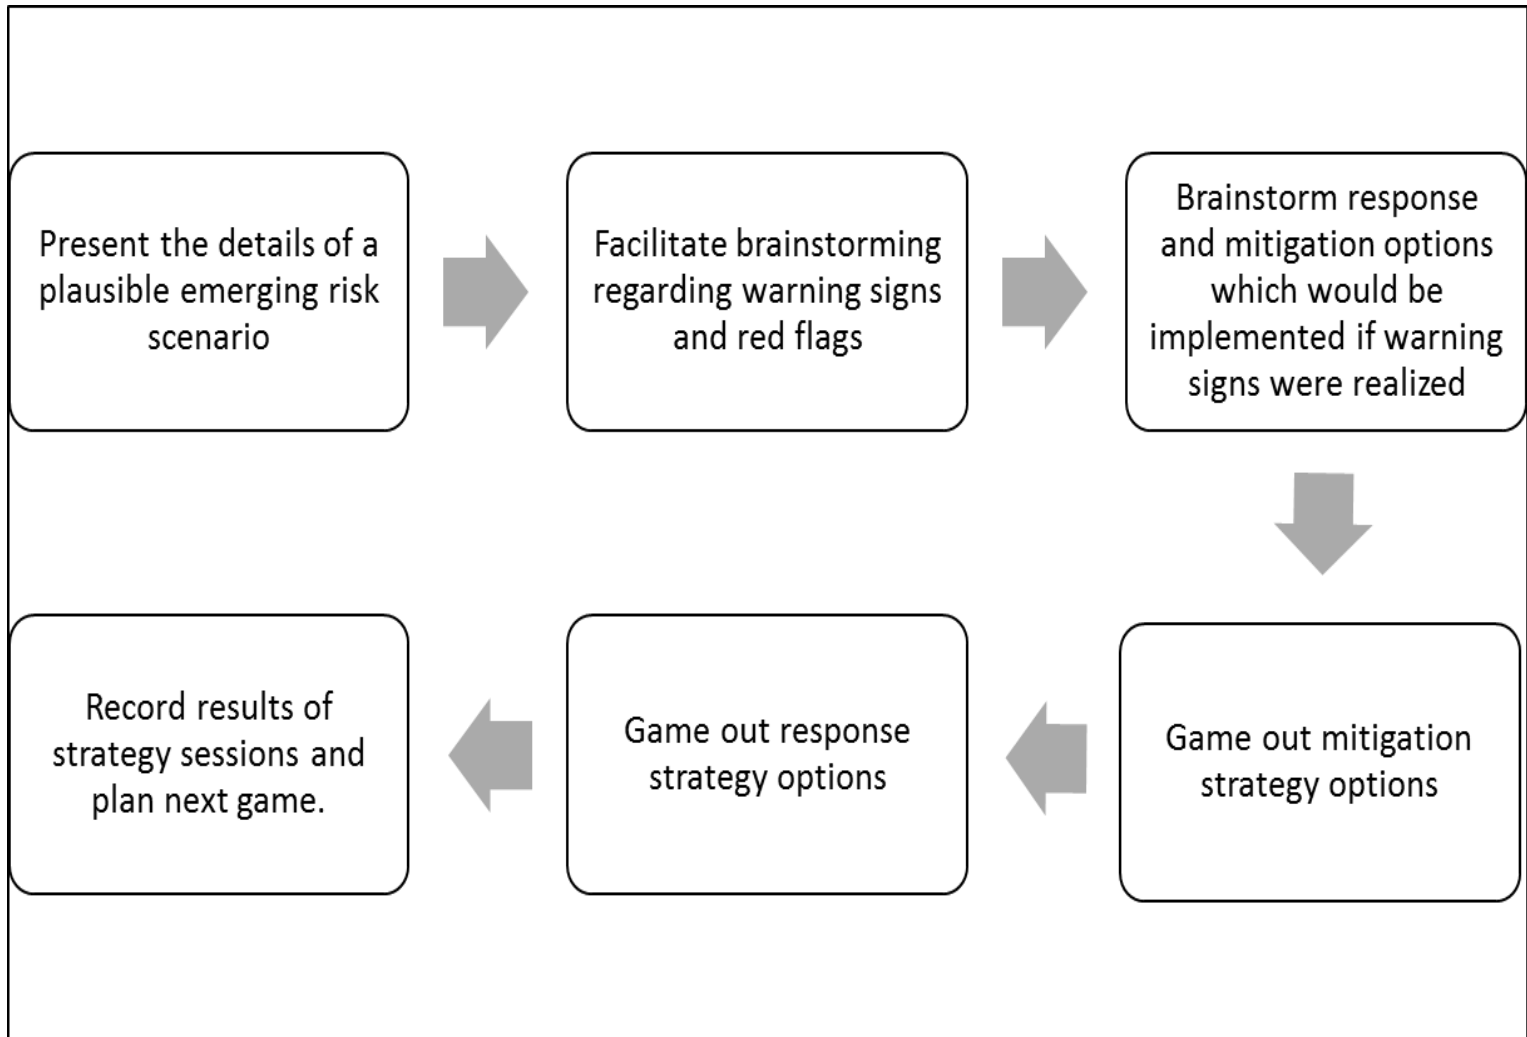 Present the details of a
plausible emerging risk
scenario
Facilitate brainstorming
regarding warning signs
and red flags
Brainstorm response
and mitigation options
which would be
implemented if warning
signs were realized
Game out mitigation
strategy options
Game out response
strategy options
Record results of
strategy sessions and
plan next game.